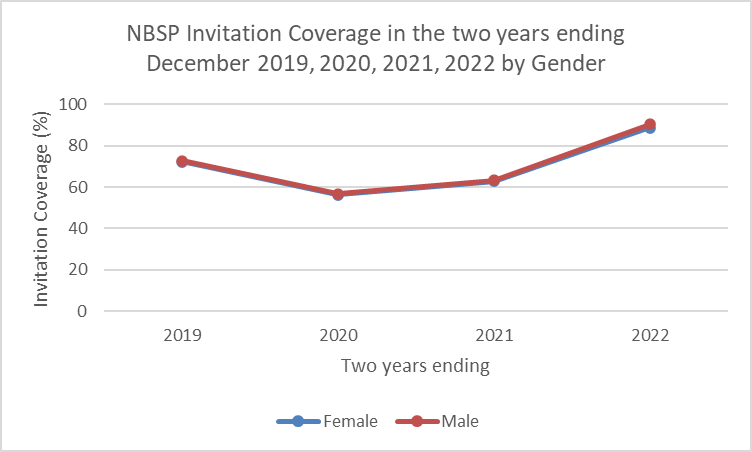 NBSP Invitation Coverage in the two years ending
December 2019, 2020, 2021, 2022 by Gender
Invitation Coverage (%)
100
80
60
40
20
0
2019 2020 2021 2022
Two years ending
Female Male